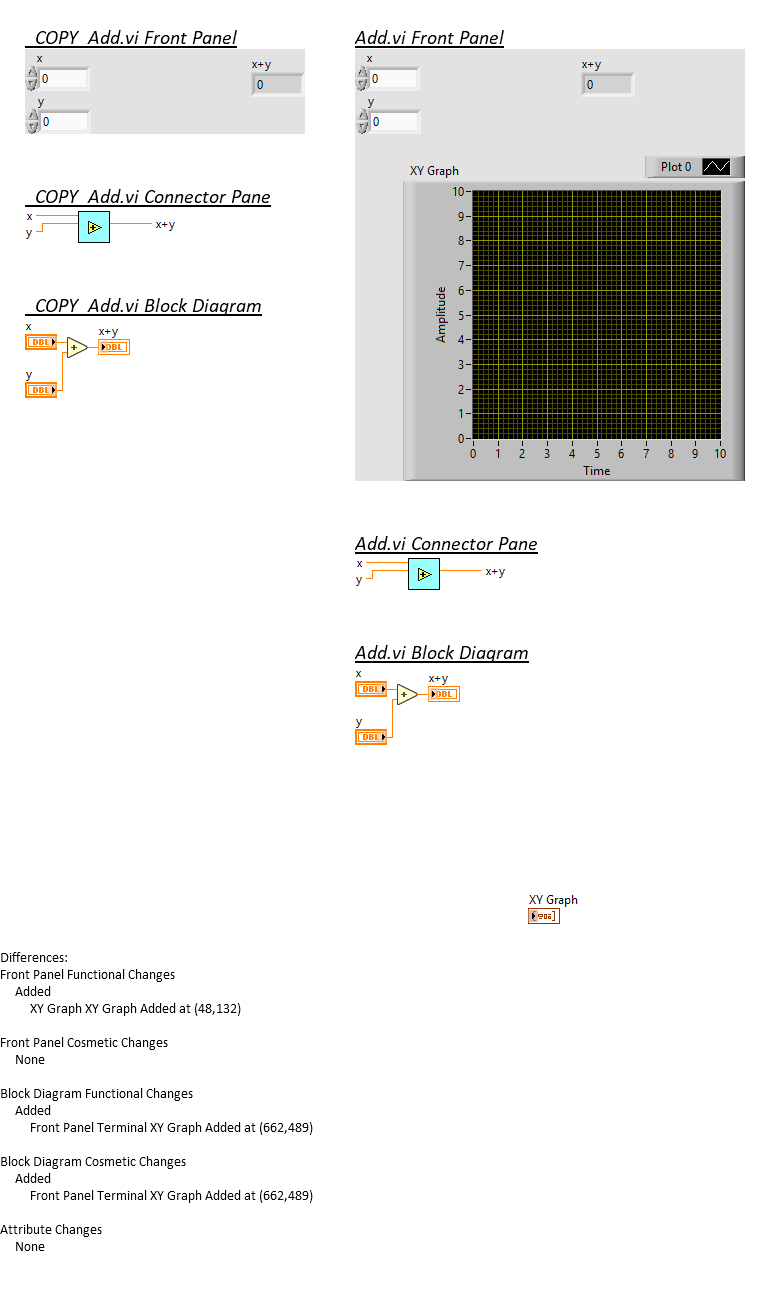 _COPY_Add.vi Front Panel
x
0
x+y
0
y
0
_COPY_Add.vi Connector Pane
x
y
x+y
_COPY_Add.vi Block Diagram
x
DBL
x+y
DBL
y
DBL
Add.vi Front Panel
x
0
x+y
0
y
0
XY Graph
Plot 0
10
9
8
7
6
5
4
3
2
1
0
Amplitude
0 1 2 3 4 5 6 7 8 9 10
Time
Add.vi Connector Pane
x
y
x+y
Add.vi Block Diagram
x
DBL
x+y
DBL
y
DBL
XY Graph
Differences:
Front Panel Functional Changes
Added
XY Graph XY Graph Added at (48,132)
Front Panel Cosmetic Changes
None
Block Diagram Functional Changes
Added
Front Panel Terminal XY Graph Added at (662,489)
Block Diagram Cosmetic Changes
Added
Front Panel Terminal XY Graph Added at (662,489)
Attribute Changes
None